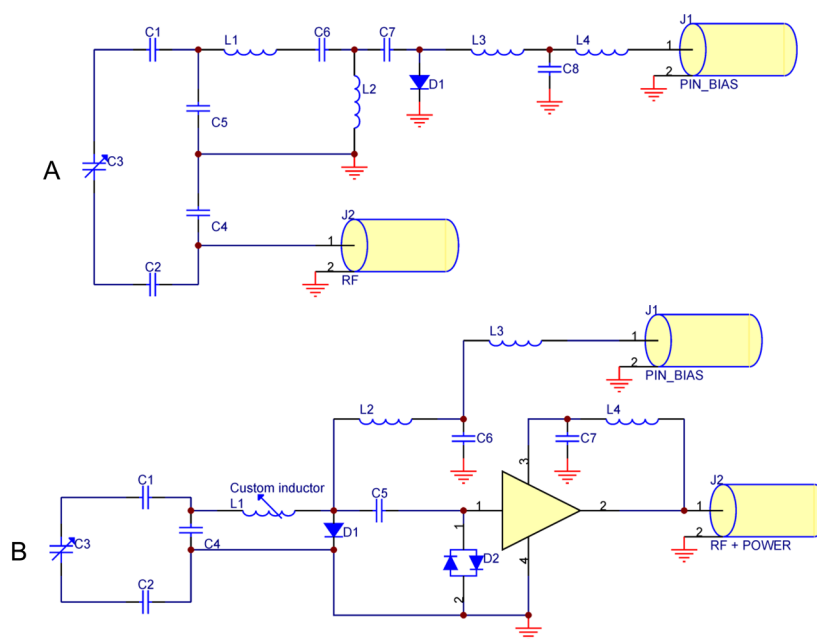 J1
C1
L1
C6
C7
L3
L4
1
2
PIN_BIAS
C8
D1
L2
C5
A
C3
C4
J2
1
2
RF
C2
J1
L3
1
2
PIN_BIAS
L2
L4
C6
C7
3
C1
Custom inductor
L1
C5
1
2
J2
1
2
RF + POWER
B
C3
C4
D1
1
D2
4
C2
2